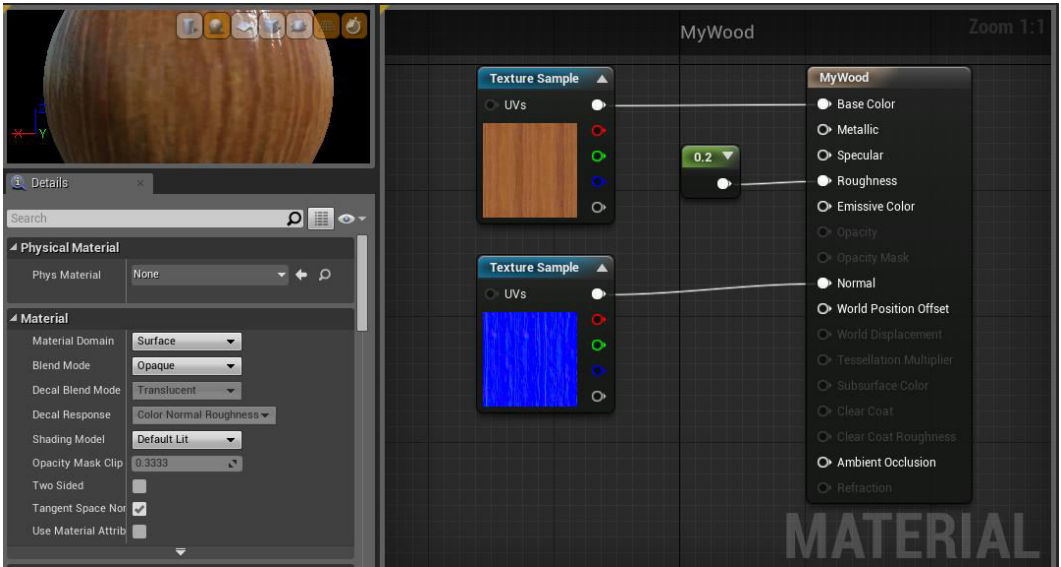 X
Z
Y
Details
Search
Physical Material
Phys Material None
Material
Material Domain Surface
Blend Mode Opaque
Decal Blend Mode Translucent
Decal Response Color Normal Roughness
Shading Model Default Lit
Opacity Mask Clip 0.3333
Two Sided
Tangent Space Nor
Use Material Attrib
MyWood
Zoom 1:1
Texture Sample
UVs
0.2
Texture Sample
UVs
MyWood
Base Color
Metallic
Specular
Roughness
Emissive Color
Opacity
Opacity Mask
Normal
World Position Offset
World Displacement
Tessellation Multiplier
Subsurface Color
Clear Coat
Clear Coat Roughness
Ambient Occlusion
Refraction
MATERIAL